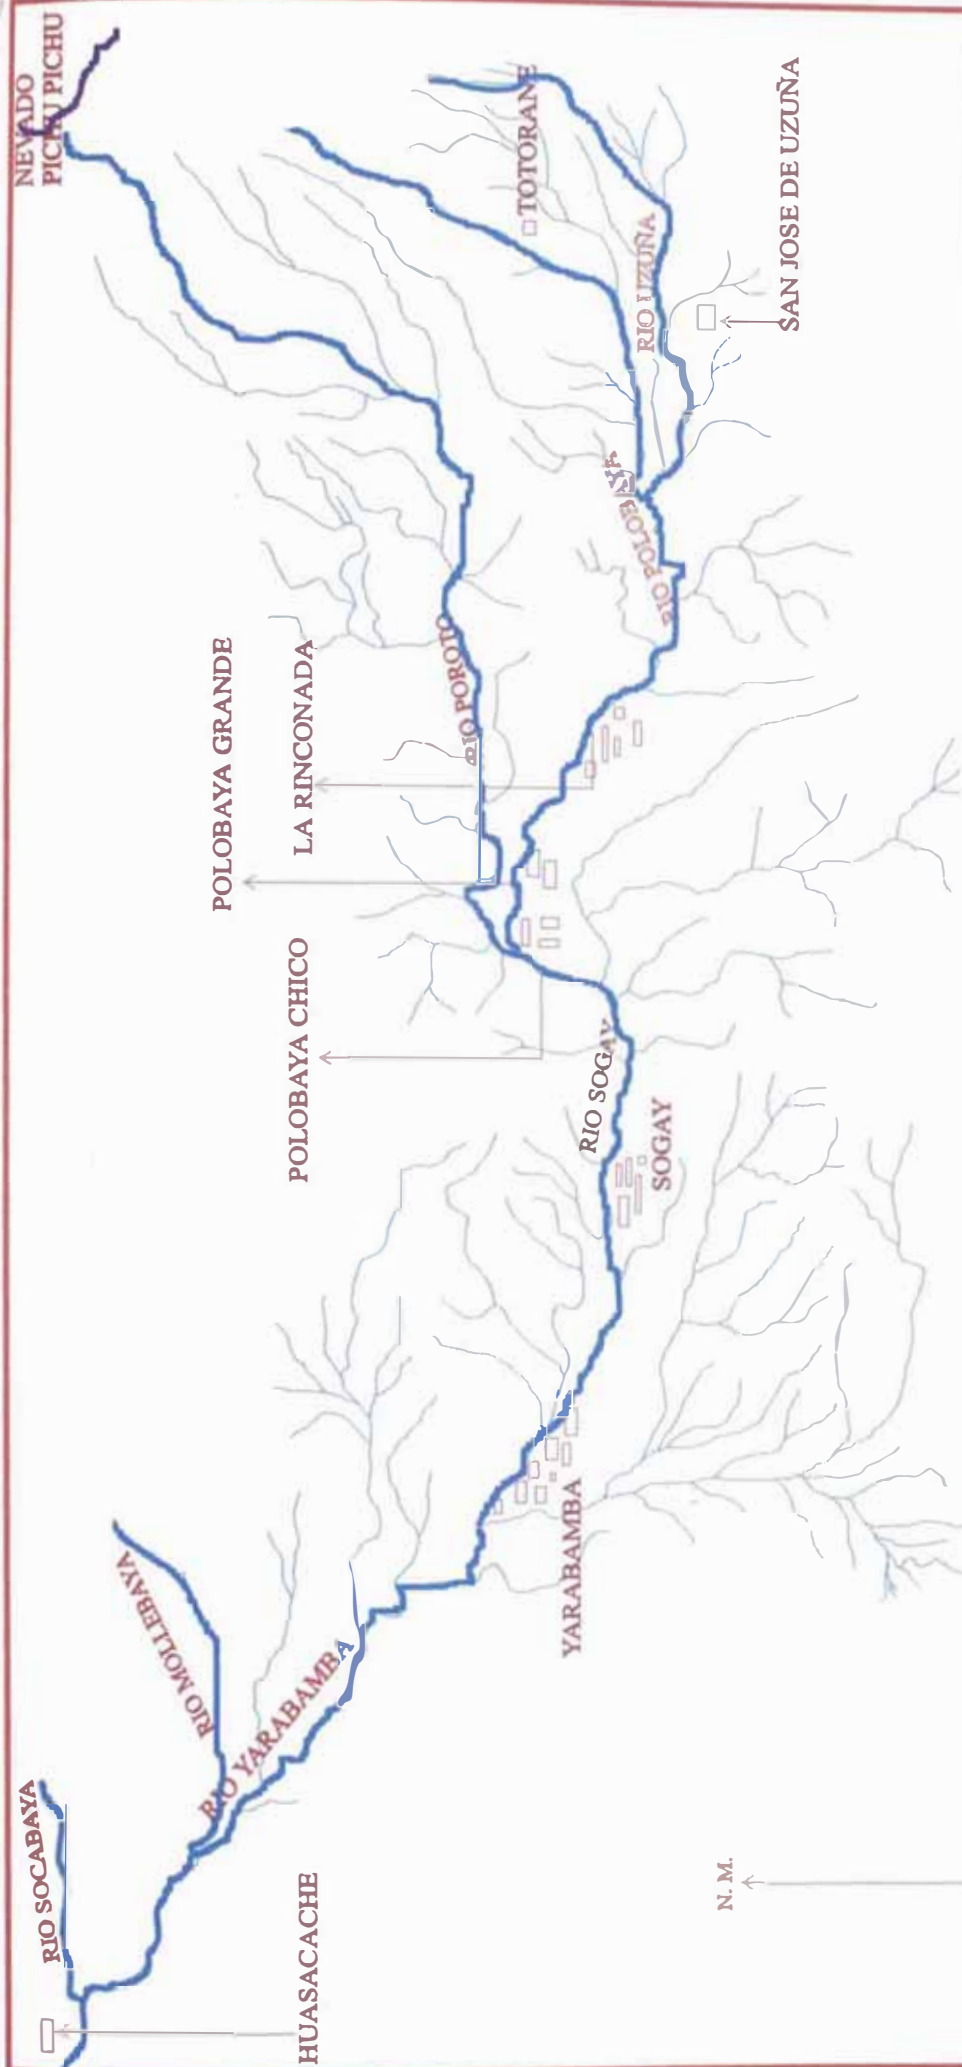 NEVADO
PICHU PICHU
TOTORANE
SAN JOSE DE UZUÑA
RIO UZUÑA
RIO POLOBAYA
RIO POROTO
POLOBAYA GRANDE
LA RINCONADA
POLOBAYA CHICO
RIO SOGAY
SOGAY
YARABAMBA
RIO MOLLEBAYA
RIO YARABAMBA
RIO SOCABAYA
HUASACACHE
N. M.